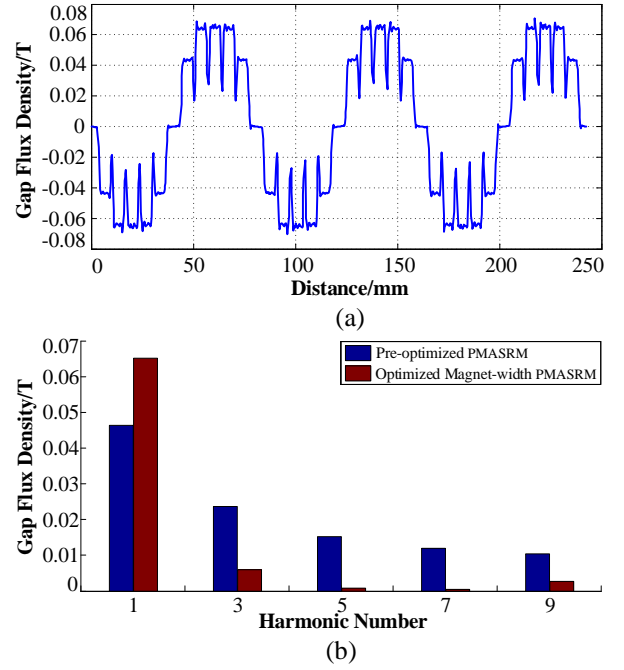 0.08
0.06
0.04
0.02
0
-0.02
-0.04
-0.06
-0.08
Gap Flux Density/T
0 50 100 150 200 250
Distance/mm
(a)
0.07
0.06
0.05
0.04
0.03
0.02
0.01
0
Gap Flux Density/T
Pre-optimized PMASRM
Optimized Magnet-width PMASRM
1 3 5 7 9
Harmonic Number
(b)